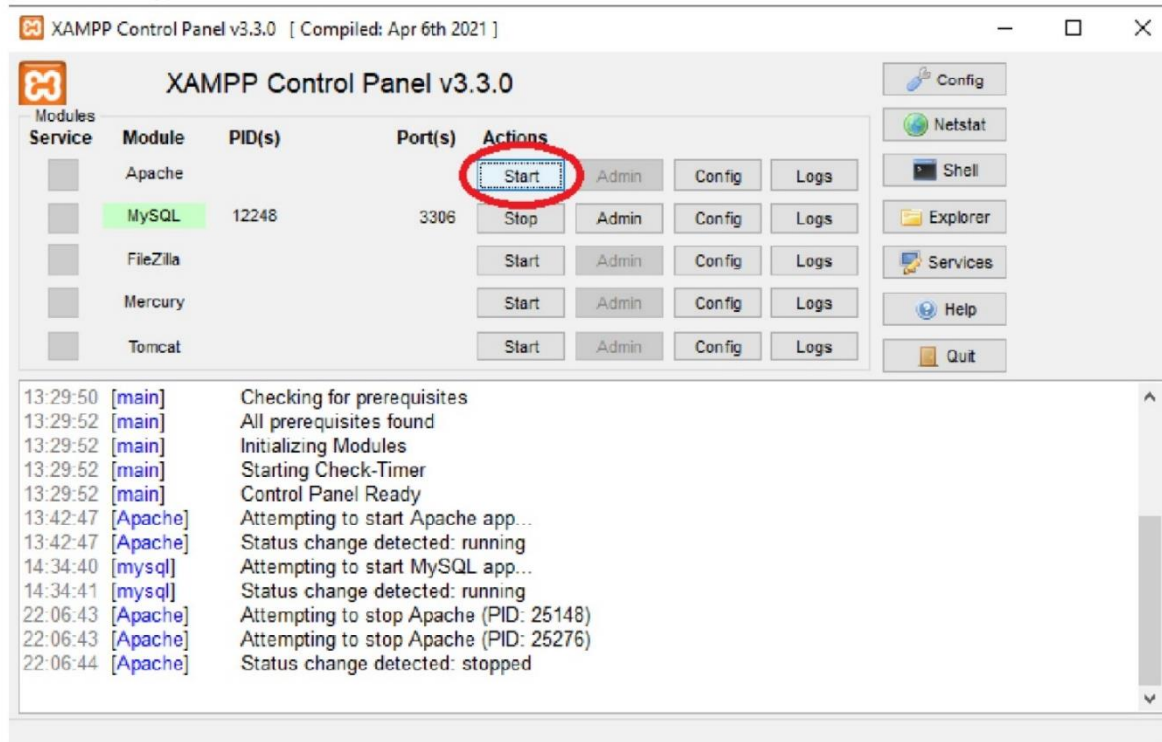 XAMPP Control Panel v3.3.0 [ Compiled: Apr 6th 2021 ]
XAMPP Control Panel v3.3.0
Config
Modules
Service Module PID(s) Port(s) Actions
Netstat
Apache Start Admin Config Logs
Shell
MySQL 12248 3306 Stop Admin Config Logs
Explorer
FileZilla Start Admin Config Logs
Services
Mercury Start Admin Config Logs
Help
Tomcat Start Admin Config Logs
Quit
13:29:50 [main] Checking for prerequisites
13:29:52 [main] All prerequisites found
13:29:52 [main] Initializing Modules
13:29:52 [main] Starting Check-Timer
13:29:52 [main] Control Panel Ready
13:42:47 [Apache] Attempting to start Apache app...
13:42:47 [Apache] Status change detected: running
14:34:40 [mysql] Attempting to start MySQL app...
14:34:41 [mysql] Status change detected: running
22:06:43 [Apache] Attempting to stop Apache (PID: 25148)
22:06:43 [Apache] Attempting to stop Apache (PID: 25276)
22:06:44 [Apache] Status change detected: stopped